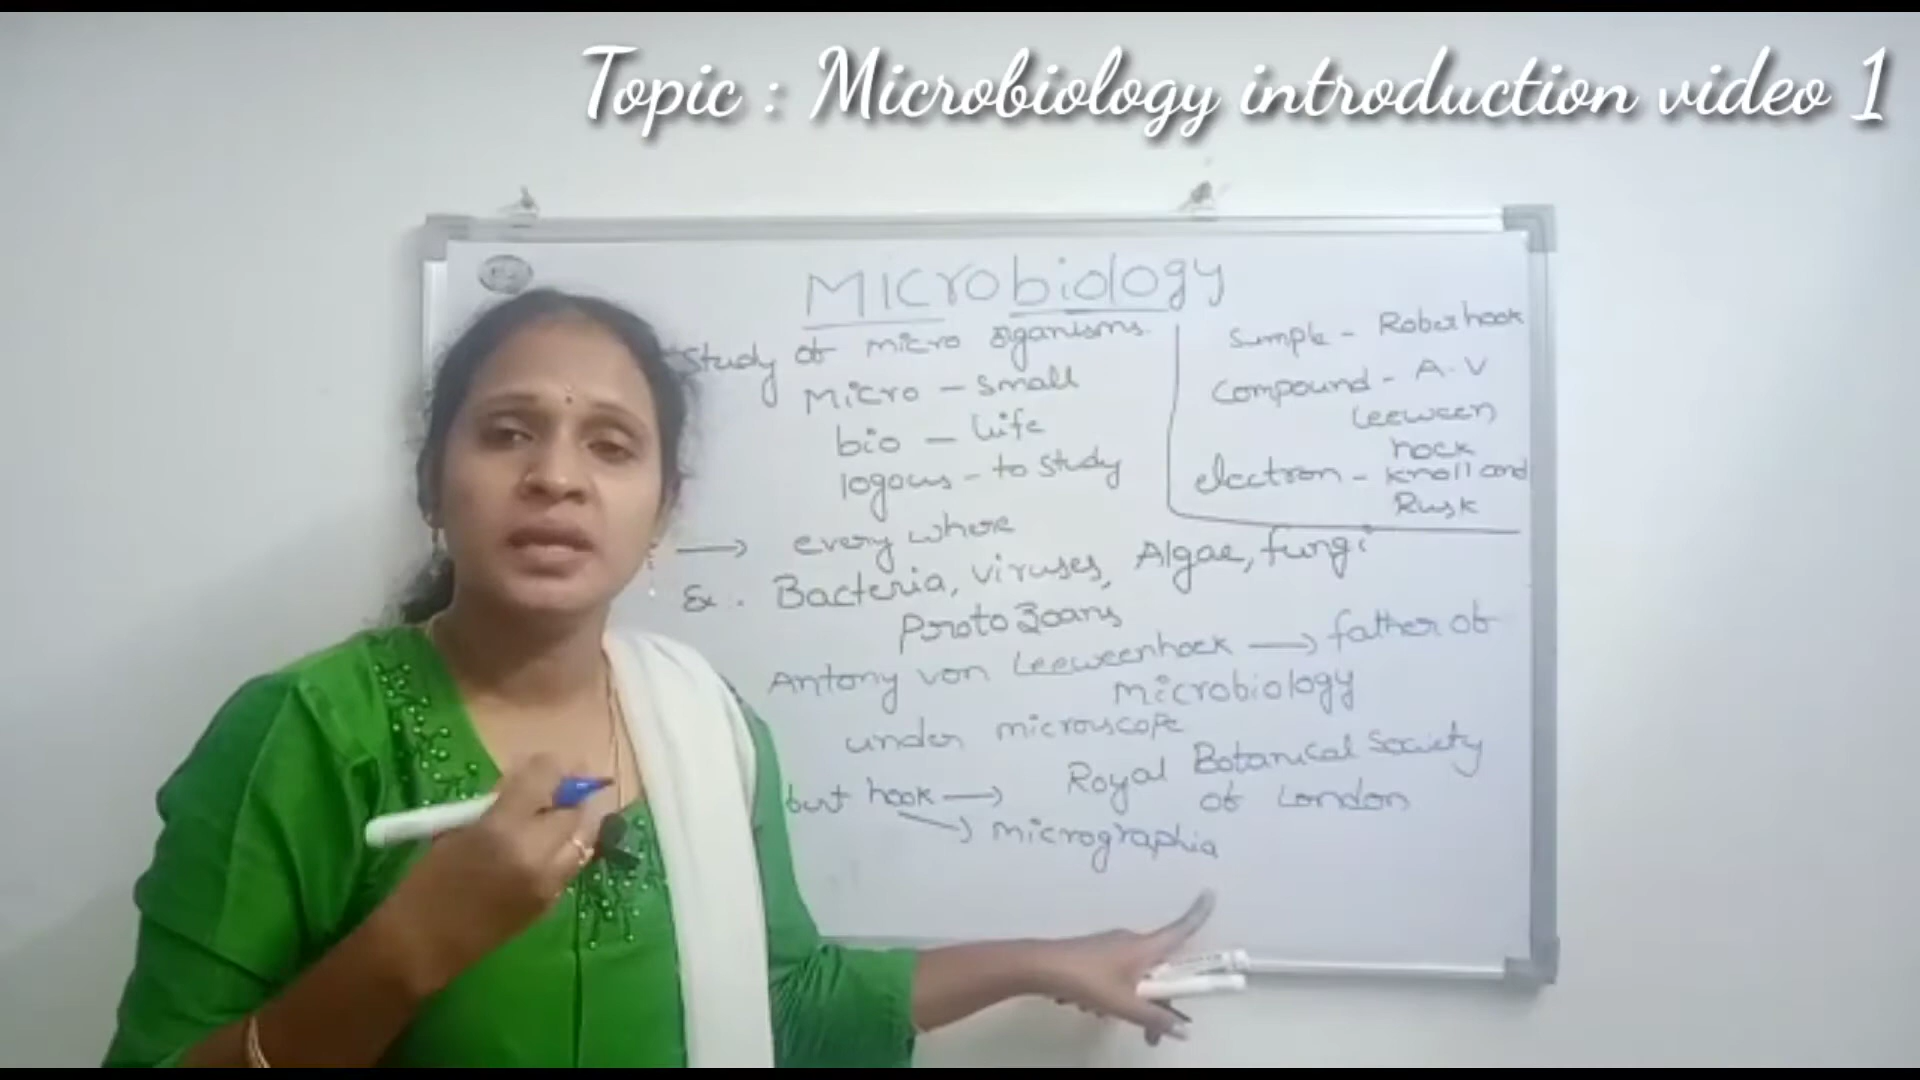 Topic : Microbiology introduction video 1
MICrobiology
Study of micro organisms.
Micro - Small
bio - life
logous - to study
Simple - Robert hook
Compound - A.V
Leeween
hock
electron - Knoll and
Rusk
→ every where
Ex. Bacteria, viruses, Algae, fungi
Protozoans
Antony von Leeweenhock → father of
Microbiology
under microscope
bert hook → Royal Botanical Society
of London
→ micrographia